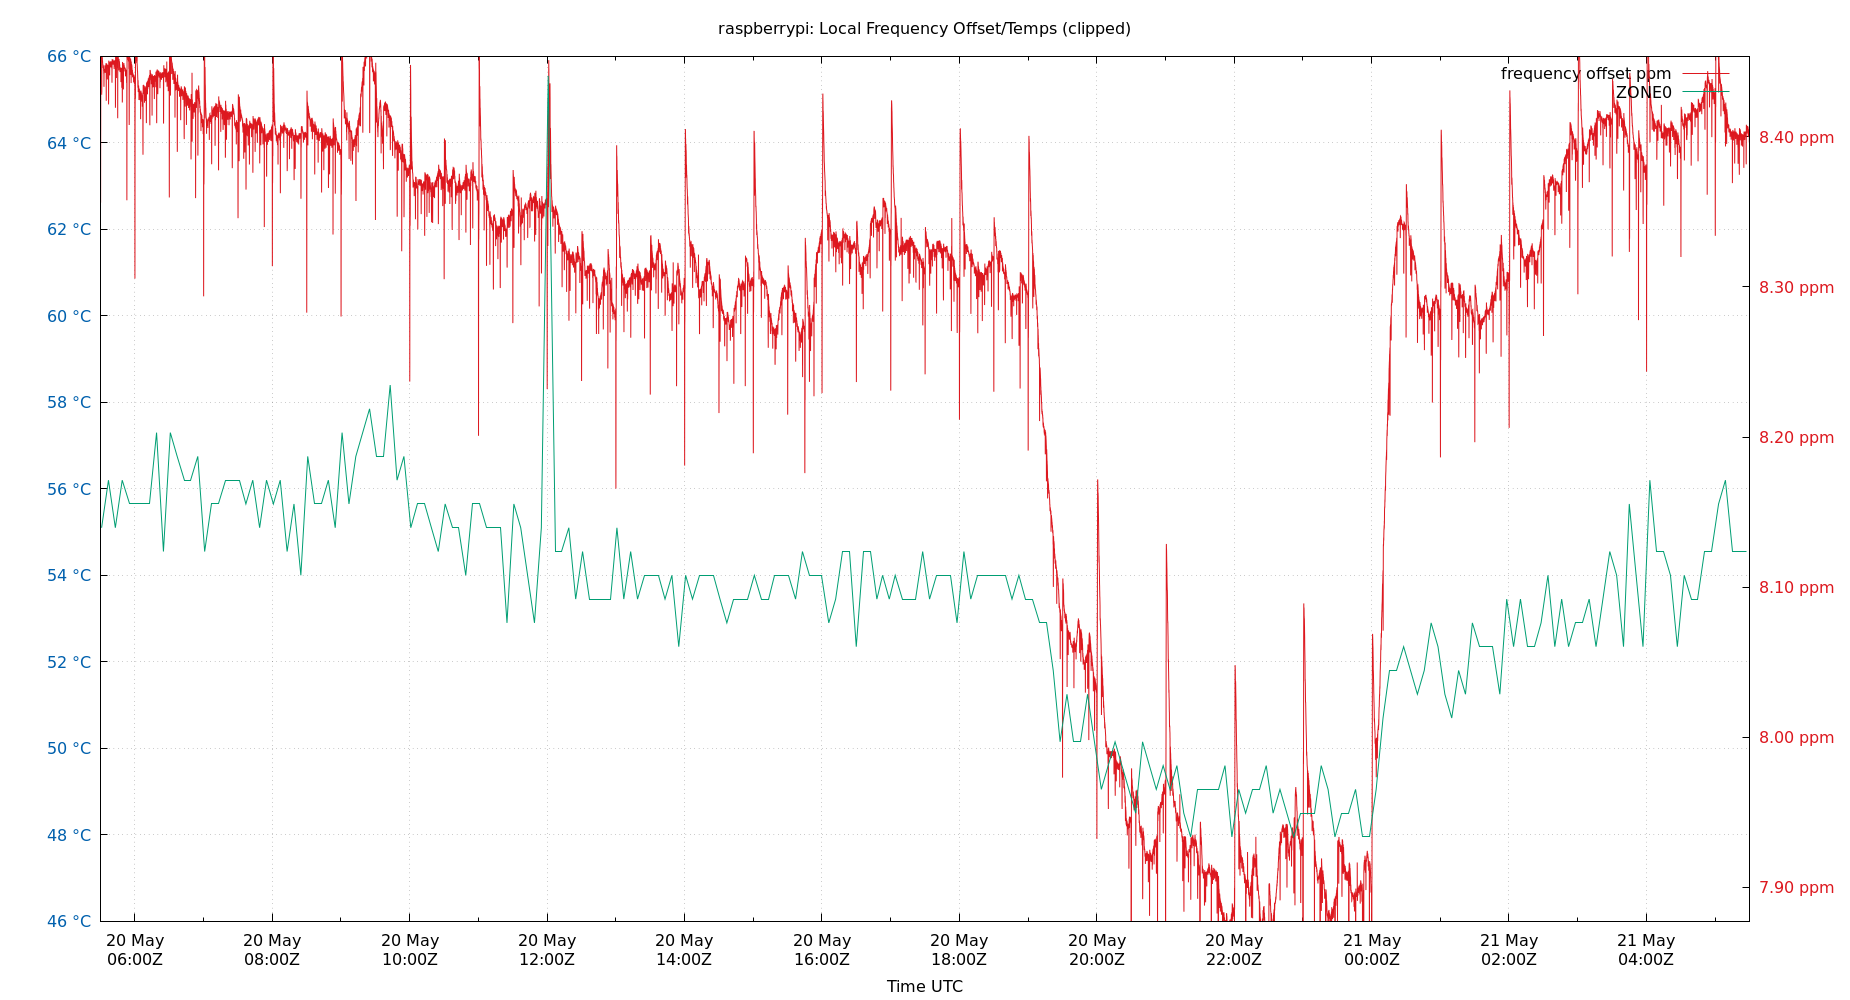 raspberrypi: Local Frequency Offset/Temps (clipped)
66 °C
64 °C
62 °C
60 °C
58 °C
56 °C
54 °C
52 °C
50 °C
48 °C
46 °C
frequency offset ppm
ZONE0
8.40 ppm
8.30 ppm
8.20 ppm
8.10 ppm
8.00 ppm
7.90 ppm
20 May 20 May 20 May 20 May 20 May 20 May 20 May 20 May 20 May 21 May 21 May 21 May
06:00Z 08:00Z 10:00Z 12:00Z 14:00Z 16:00Z 18:00Z 20:00Z 22:00Z 00:00Z 02:00Z 04:00Z
Time UTC